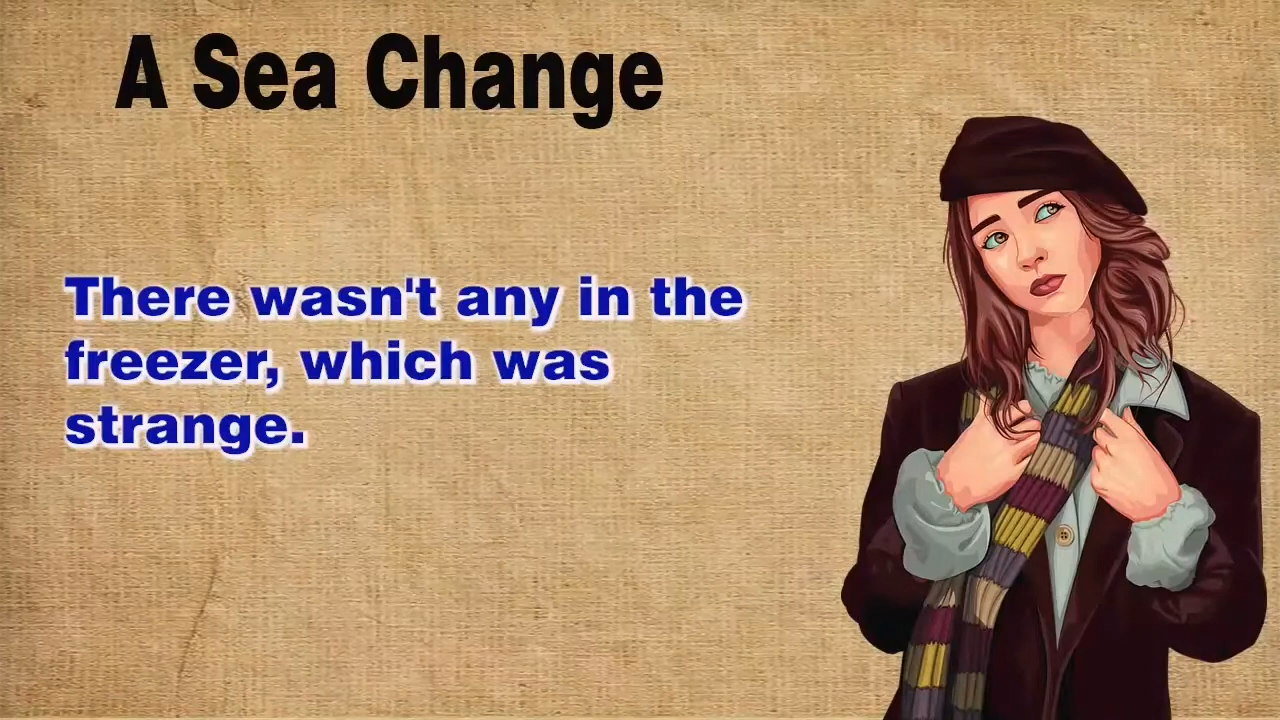 A Sea Change
There wasn't any in the
freezer, which was
strange.